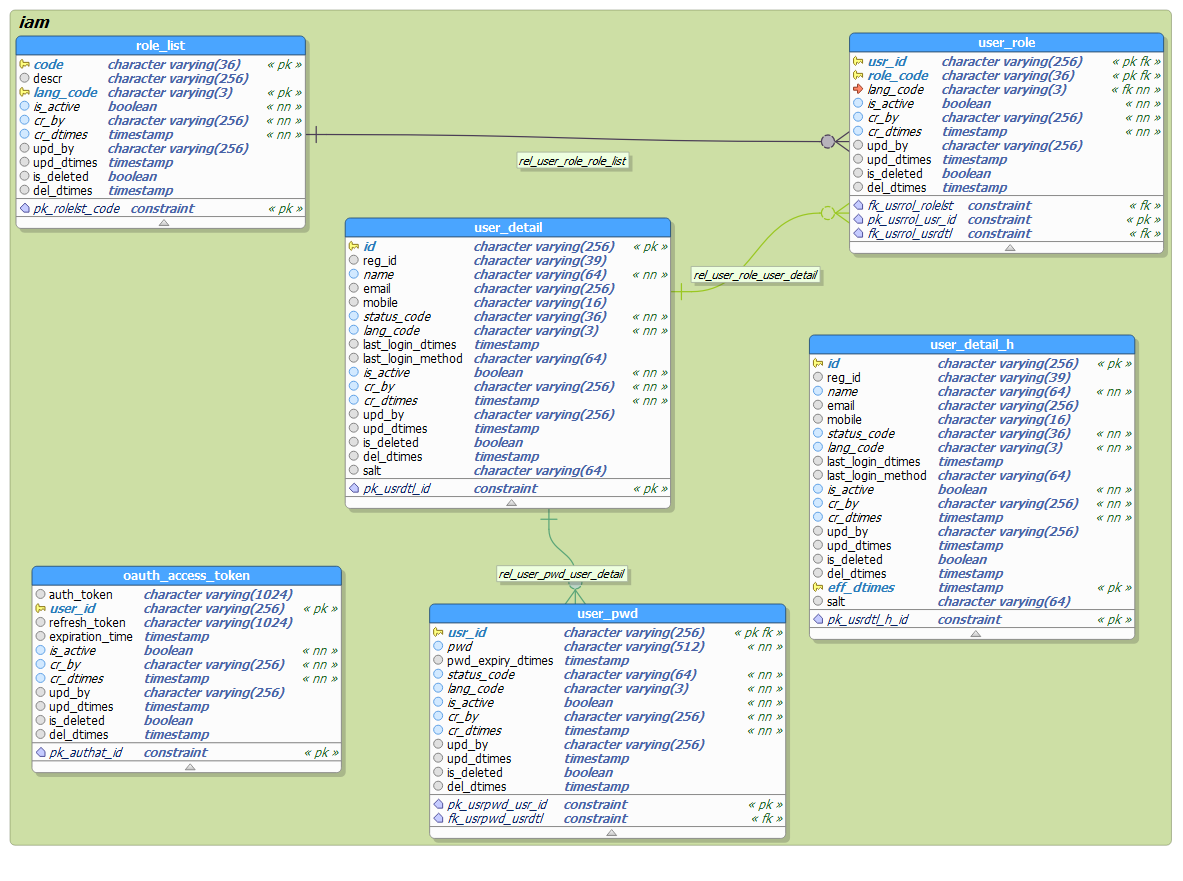 iam
role_list
code character varying(36) « pk »
descr character varying(256)
lang_code character varying(3) « pk »
is_active boolean « nn »
cr_by character varying(256) « nn »
cr_dtimes timestamp « nn »
upd_by character varying(256)
upd_dtimes timestamp
is_deleted boolean
del_dtimes timestamp
pk_rolelst_code constraint « pk »
rel_user_role_role_list
user_role
usr_id character varying(256) « pk fk »
role_code character varying(36) « pk fk »
lang_code character varying(3) « fk nn »
is_active boolean « nn »
cr_by character varying(256) « nn »
cr_dtimes timestamp « nn »
upd_by character varying(256)
upd_dtimes timestamp
is_deleted boolean
del_dtimes timestamp
fk_usrrol_rolelst constraint « fk »
pk_usrrol_usr_id constraint « pk »
fk_usrrol_usrdtl constraint « fk »
user_detail
id character varying(256) « pk »
reg_id character varying(39)
name character varying(64) « nn »
email character varying(256)
mobile character varying(16)
status_code character varying(36) « nn »
lang_code character varying(3) « nn »
last_login_dtimes timestamp
last_login_method character varying(64)
is_active boolean « nn »
cr_by character varying(256) « nn »
cr_dtimes timestamp « nn »
upd_by character varying(256)
upd_dtimes timestamp
is_deleted boolean
del_dtimes timestamp
salt character varying(64)
pk_usrdtl_id constraint « pk »
rel_user_role_user_detail
user_detail_h
id character varying(256) « pk »
reg_id character varying(39)
name character varying(64) « nn »
email character varying(256)
mobile character varying(16)
status_code character varying(36) « nn »
lang_code character varying(3) « nn »
last_login_dtimes timestamp
last_login_method character varying(64)
is_active boolean « nn »
cr_by character varying(256) « nn »
cr_dtimes timestamp « nn »
upd_by character varying(256)
upd_dtimes timestamp
is_deleted boolean
del_dtimes timestamp
eff_dtimes timestamp « pk »
salt character varying(64)
pk_usrdtl_h_id constraint « pk »
oauth_access_token
auth_token character varying(1024)
user_id character varying(256) « pk »
refresh_token character varying(1024)
expiration_time timestamp
is_active boolean « nn »
cr_by character varying(256) « nn »
cr_dtimes timestamp « nn »
upd_by character varying(256)
upd_dtimes timestamp
is_deleted boolean
del_dtimes timestamp
pk_authat_id constraint « pk »
rel_user_pwd_user_detail
user_pwd
usr_id character varying(256) « pk fk »
pwd character varying(512) « nn »
pwd_expiry_dtimes timestamp
status_code character varying(64) « nn »
lang_code character varying(3) « nn »
is_active boolean « nn »
cr_by character varying(256) « nn »
cr_dtimes timestamp « nn »
upd_by character varying(256)
upd_dtimes timestamp
is_deleted boolean
del_dtimes timestamp
pk_usrpwd_usr_id constraint « pk »
fk_usrpwd_usrdtl constraint « fk »